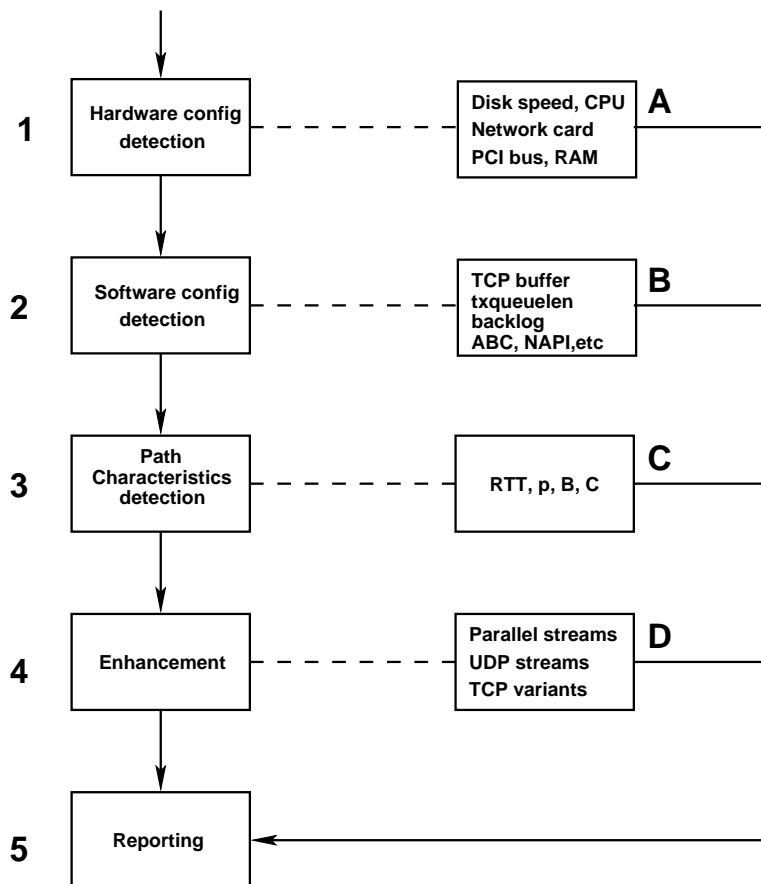 1
Hardware config
detection
Disk speed, CPU
Network card
PCI bus, RAM
A
2
Software config
detection
TCP buffer
txqueuelen
backlog
ABC, NAPI,etc
B
3
Path
Characteristics
detection
RTT, p, B, C
C
4
Enhancement
Parallel streams
UDP streams
TCP variants
D
5
Reporting